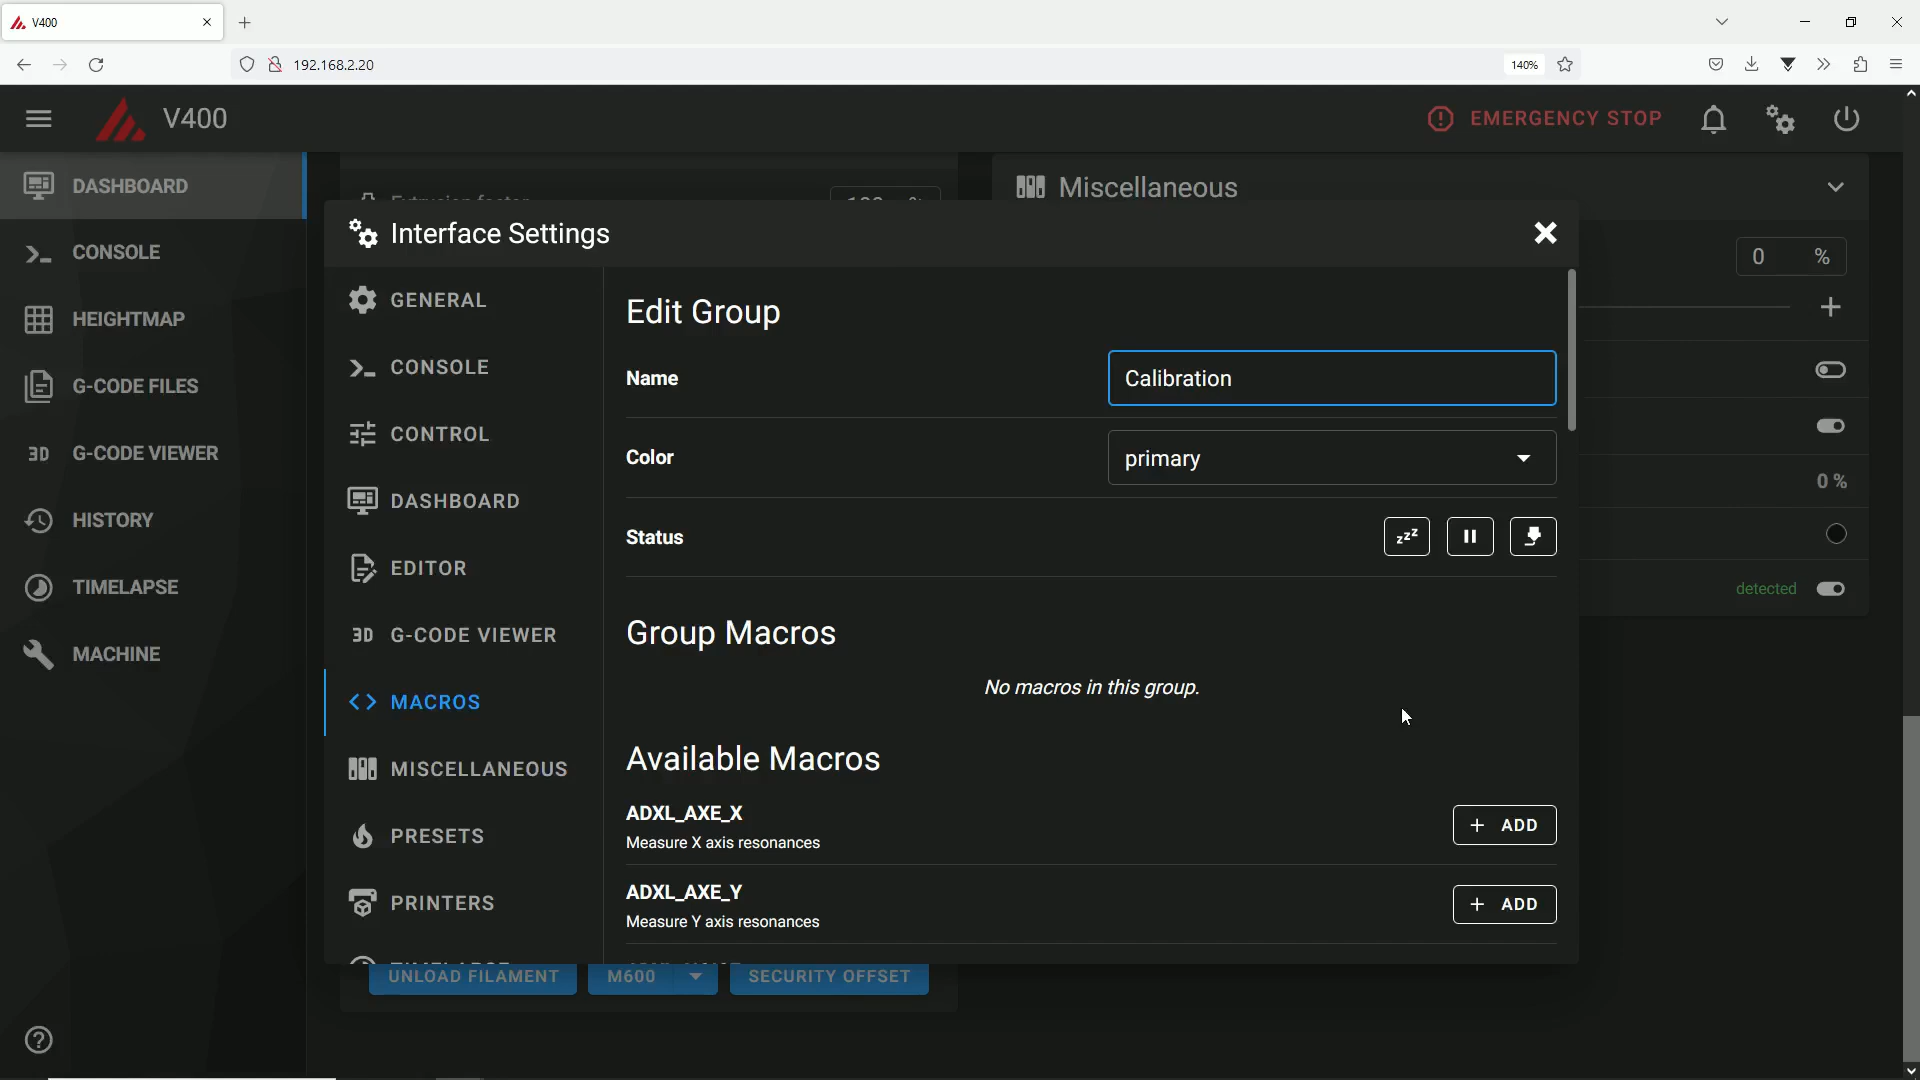 V400
192.168.2.20
140%
V400
EMERGENCY STOP
DASHBOARD
CONSOLE
HEIGHTMAP
G-CODE FILES
3D G-CODE VIEWER
HISTORY
TIMELAPSE
MACHINE
Miscellaneous
0 %
0 %
detected
Interface Settings
GENERAL
CONSOLE
CONTROL
DASHBOARD
EDITOR
3D G-CODE VIEWER
MACROS
MISCELLANEOUS
PRESETS
PRINTERS
Edit Group
Name
Calibration
Color
primary
Status
zzz
Group Macros
No macros in this group.
Available Macros
ADXL_AXE_X
Measure X axis resonances
+ ADD
ADXL_AXE_Y
Measure Y axis resonances
+ ADD
UNLOAD FILAMENT
M600
SECURITY OFFSET